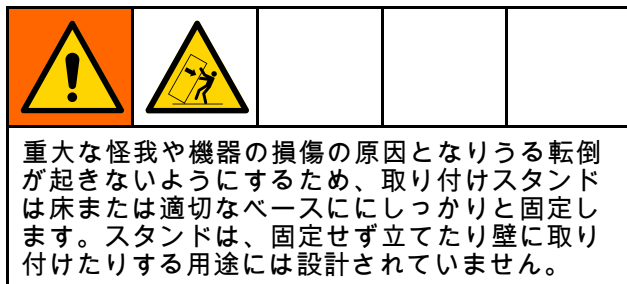 重大な怪我や機器の損傷の原因となりうる転倒
が起きないようにするため、取り付けスタンド
は床または適切なベースににしっかりと固定し
ます。スタンドは、固定せず立てたり壁に取り
付けたりする用途には設計されていません。